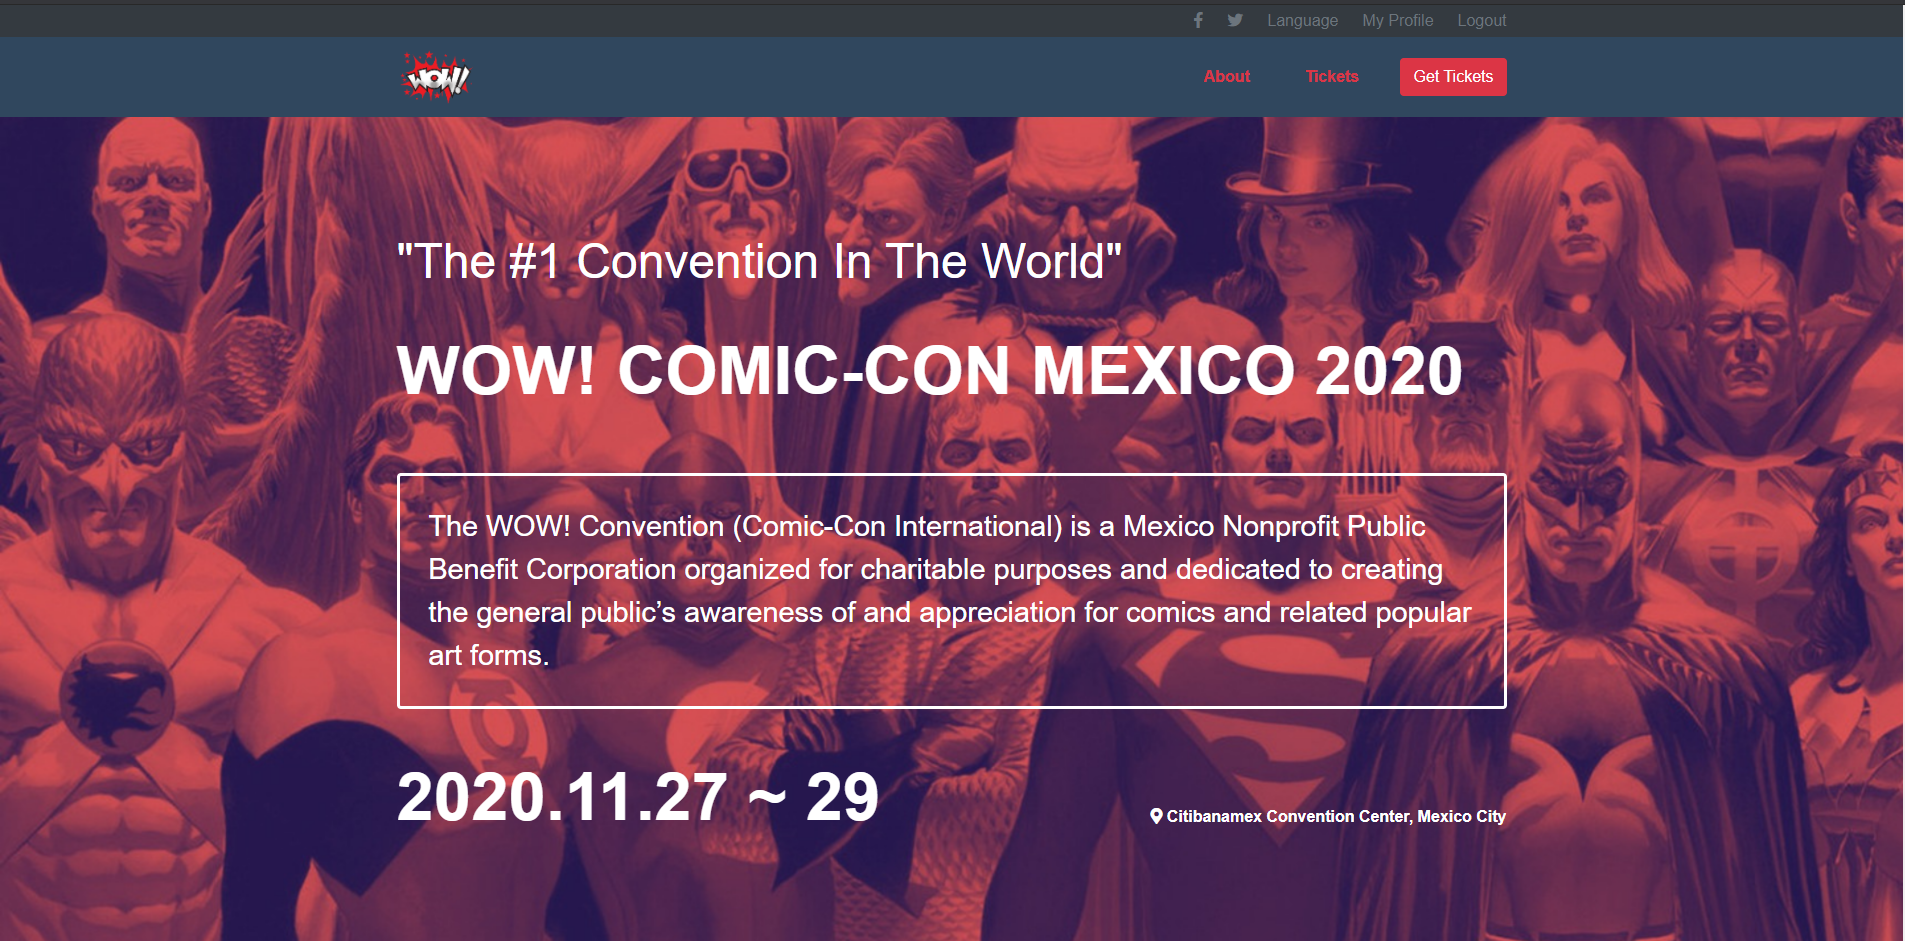 Language My Profile Logout
WOW!
About Tickets Get Tickets
"The #1 Convention In The World"
WOW! COMIC-CON MEXICO 2020
The WOW! Convention (Comic-Con International) is a Mexico Nonprofit Public
Benefit Corporation organized for charitable purposes and dedicated to creating
the general public’s awareness of and appreciation for comics and related popular
art forms.
2020.11.27 ~ 29
Citibanamex Convention Center, Mexico City